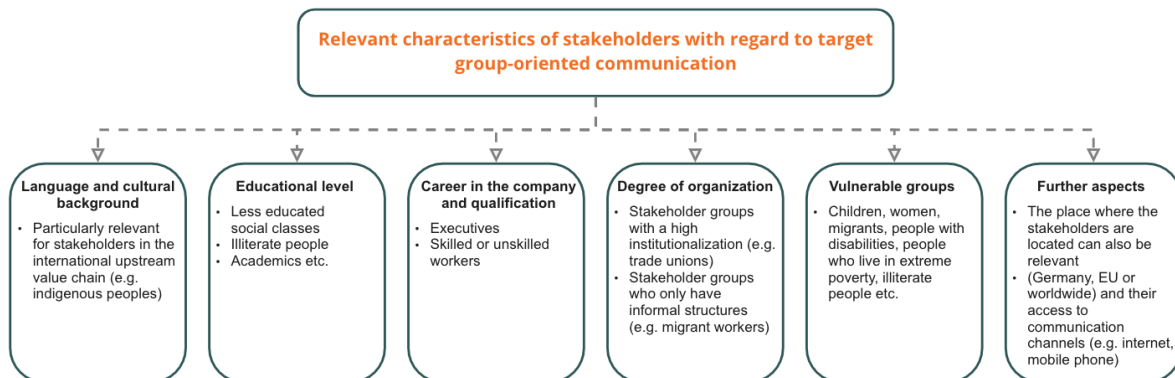 Relevant characteristics of stakeholders with regard to target
group-oriented communication
Language and cultural
background
• Particularly relevant
for stakeholders in the
international upstream
value chain (e.g.
indigenous peoples)
Educational level
• Less educated
social classes
• Illiterate people
• Academics etc.
Career in the company
and qualification
• Executives
• Skilled or unskilled
workers
Degree of organization
• Stakeholder groups
with a high
institutionalization (e.g.
trade unions)
• Stakeholder groups
who only have
informal structures
(e.g. migrant workers)
Vulnerable groups
• Children, women,
migrants, people with
disabilities, people
who live in extreme
poverty, illiterate
people etc.
Further aspects
• The place where the
stakeholders are
located can also be
relevant
• (Germany, EU or
worldwide) and their
access to
communication
channels (e.g. internet,
mobile phone)